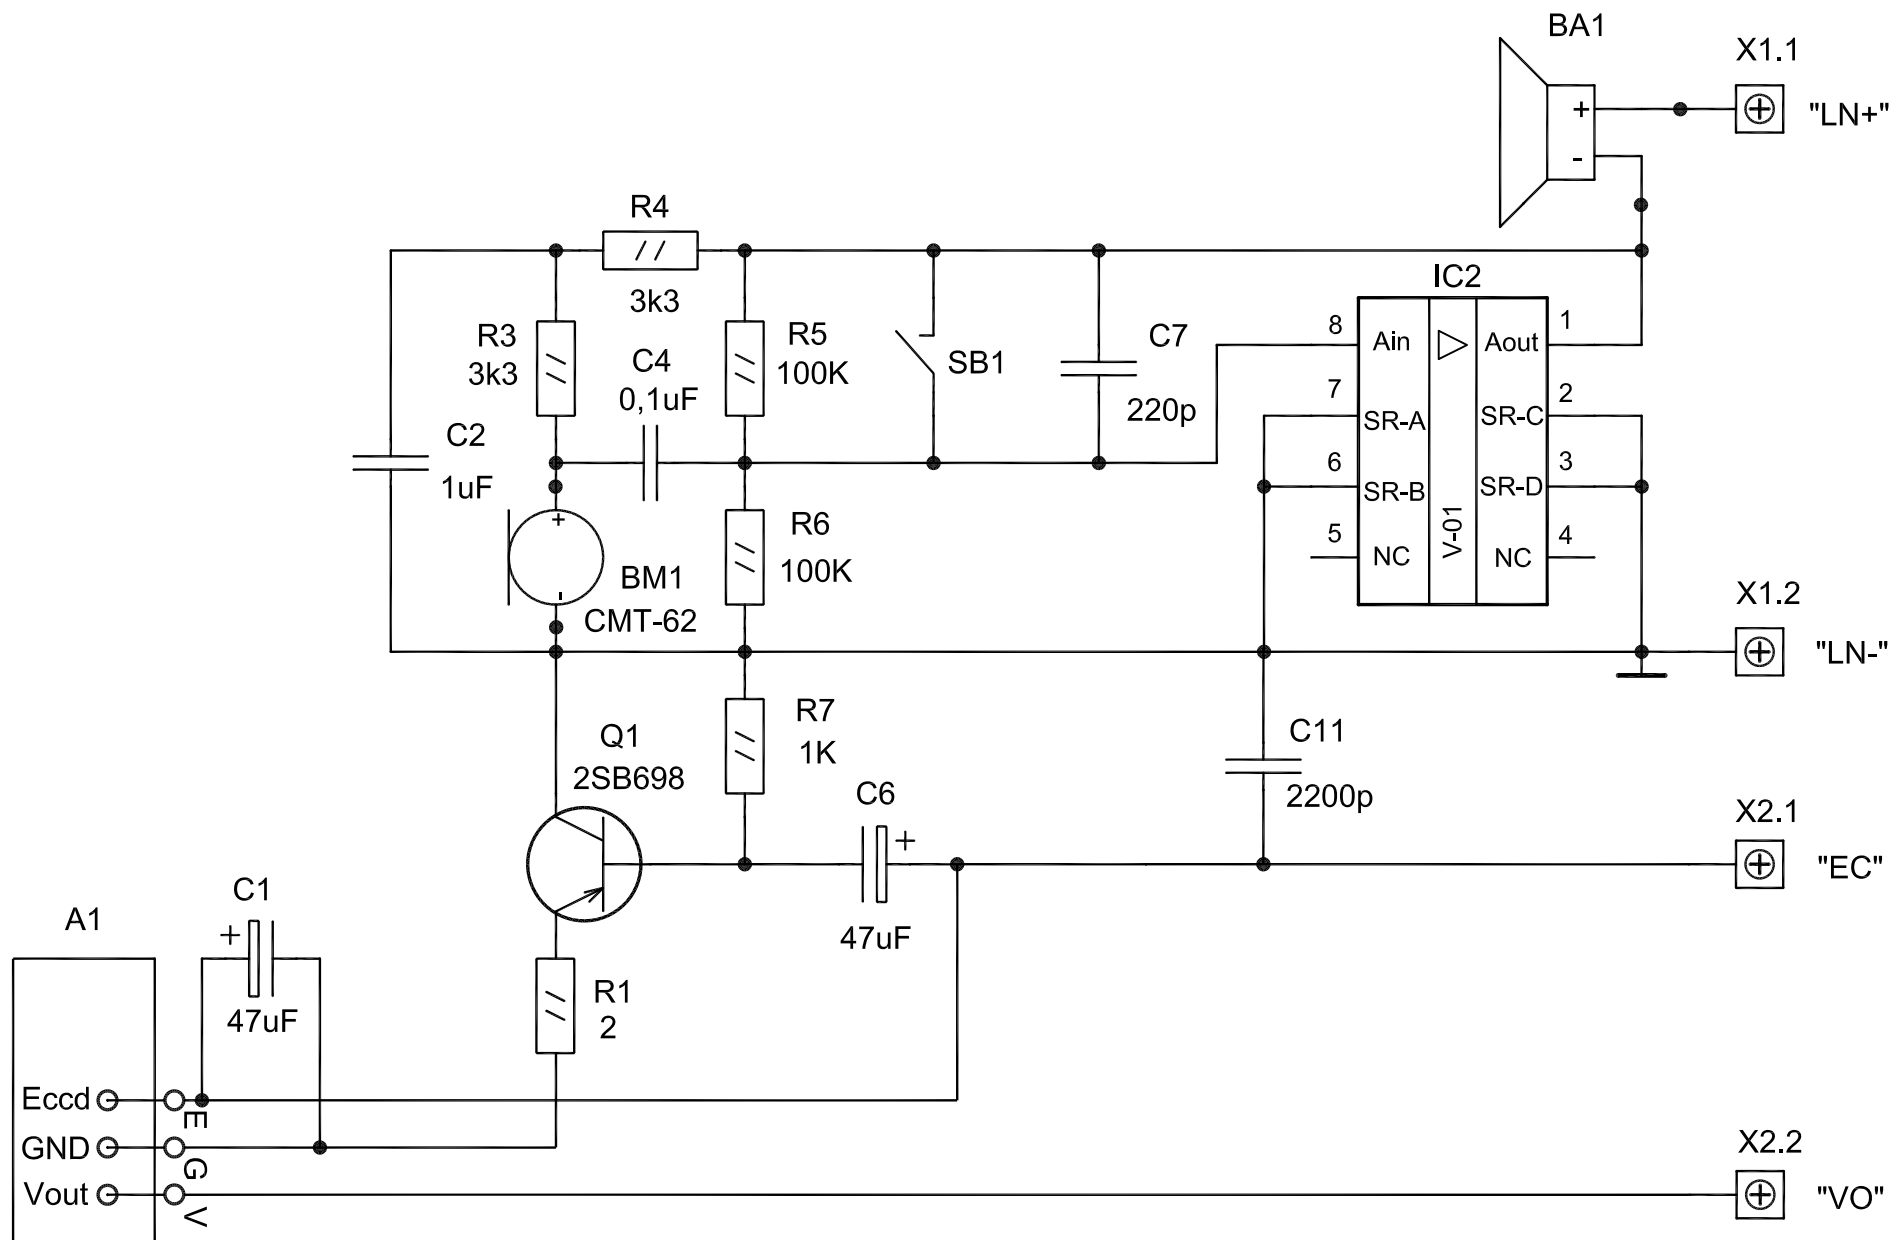 BA1
X1.1
+
"LN+"
-
R4
3k3
IC2
R3
3k3
C4
0,1uF
R5
100K
SB1
C7
220p
8
Ain
Aout
1
7
SR-A
SR-C
2
6
SR-B
SR-D
3
5
NC
V-01
NC
4
C2
1uF
+
-
BM1
CMT-62
R6
100K
X1.2
"LN-"
Q1
2SB698
R7
1K
C6
+
47uF
C11
2200p
X2.1
"EC"
A1
C1
+
47uF
R1
2
Eccd
E
GND
G
Vout
V
X2.2
"VO"